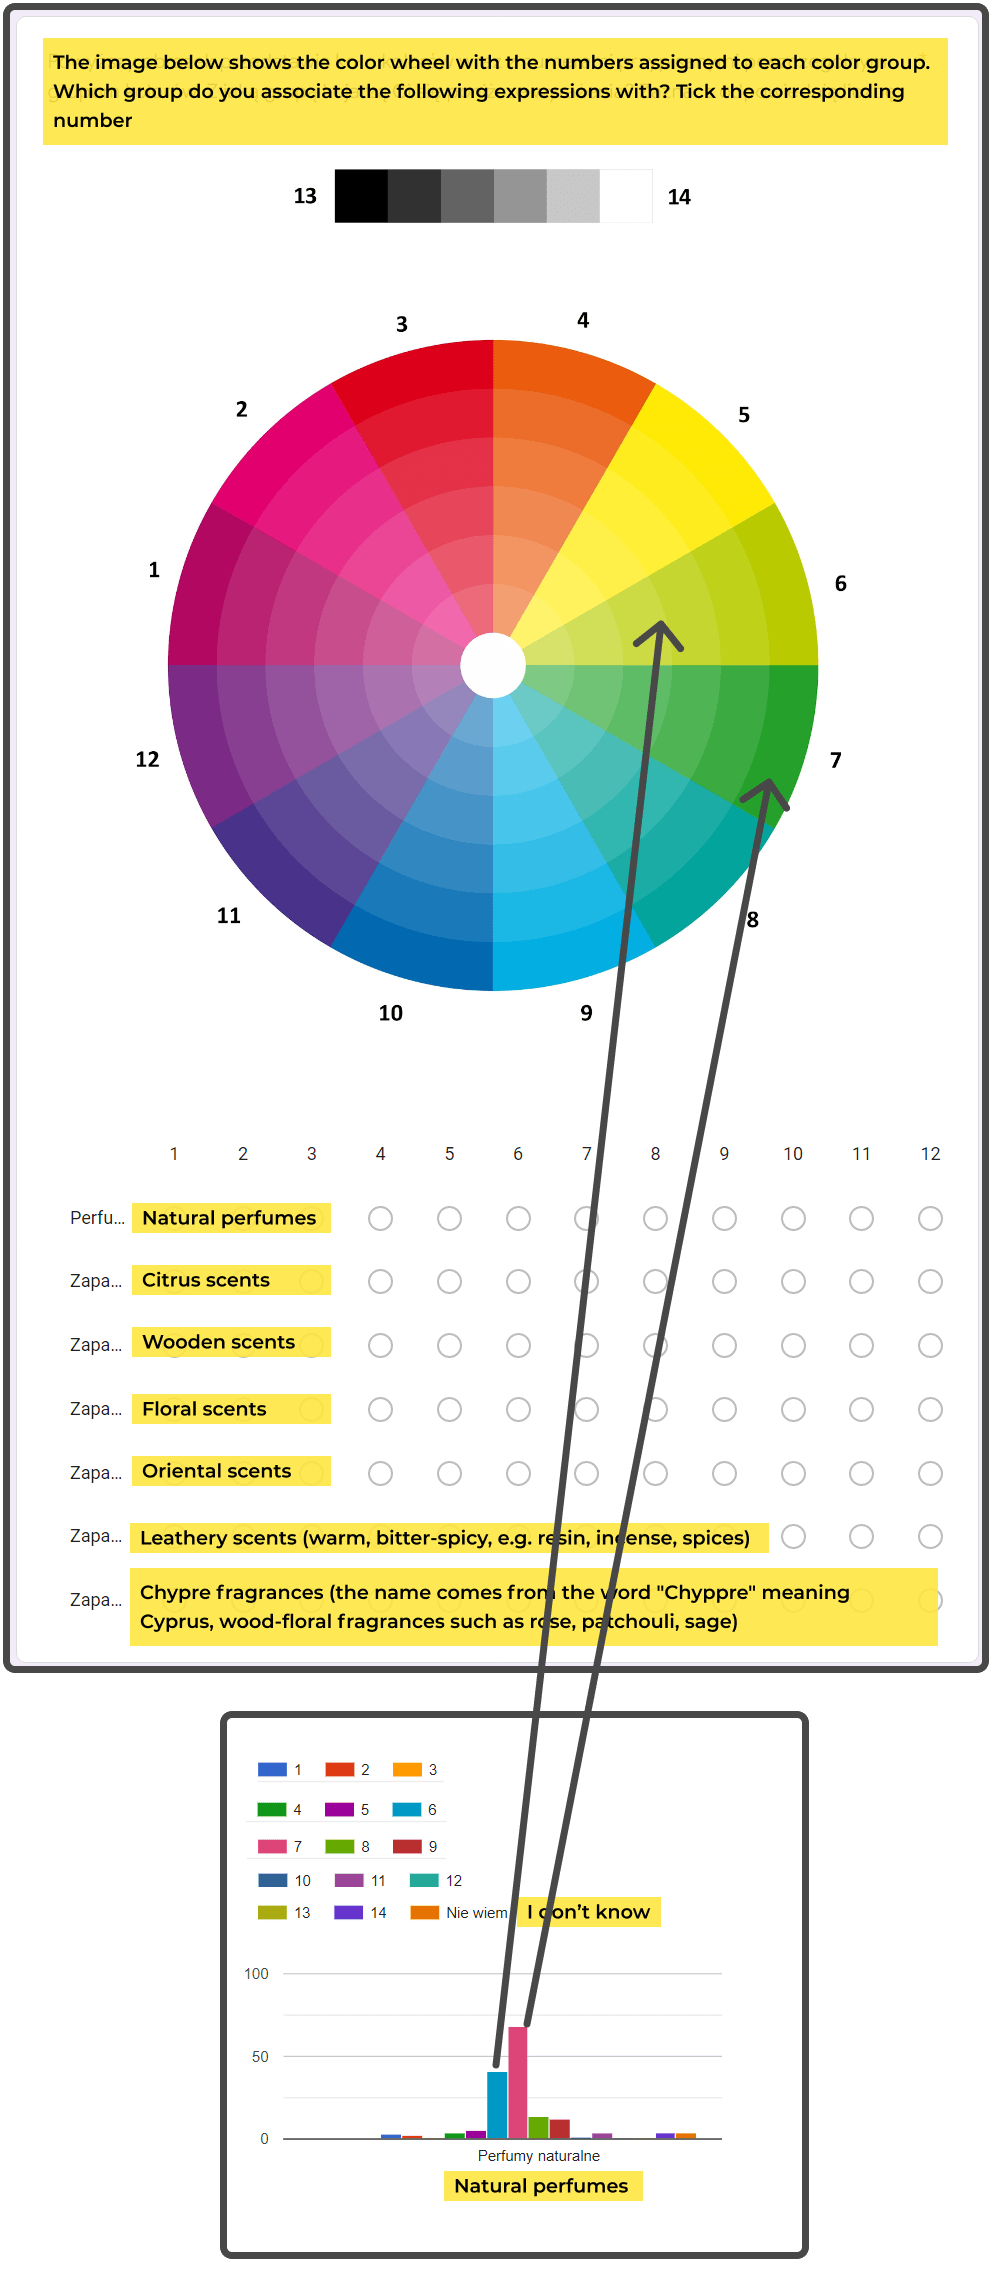 The image below shows the color wheel with the numbers assigned to each color group.
Which group do you associate the following expressions with? Tick the corresponding
number
13
14
3
4
2
5
1
6
12
7
11
8
10
9
1 2 3 4 5 6 7 8 9 10 11 12
Perfu... Natural perfumes
Zapa... Citrus scents
Zapa... Wooden scents
Zapa... Floral scents
Zapa... Oriental scents
Zapa... Leathery scents (warm, bitter-spicy, e.g. resin, incense, spices)
Zapa... Chypre fragrances (the name comes from the word "Chyppre" meaning
Cyprus, wood-floral fragrances such as rose, patchouli, sage)
1 2 3
4 5 6
7 8 9
10 11 12
13 14 Nie wiem I don't know
100
50
0
Perfumy naturalne
Natural perfumes